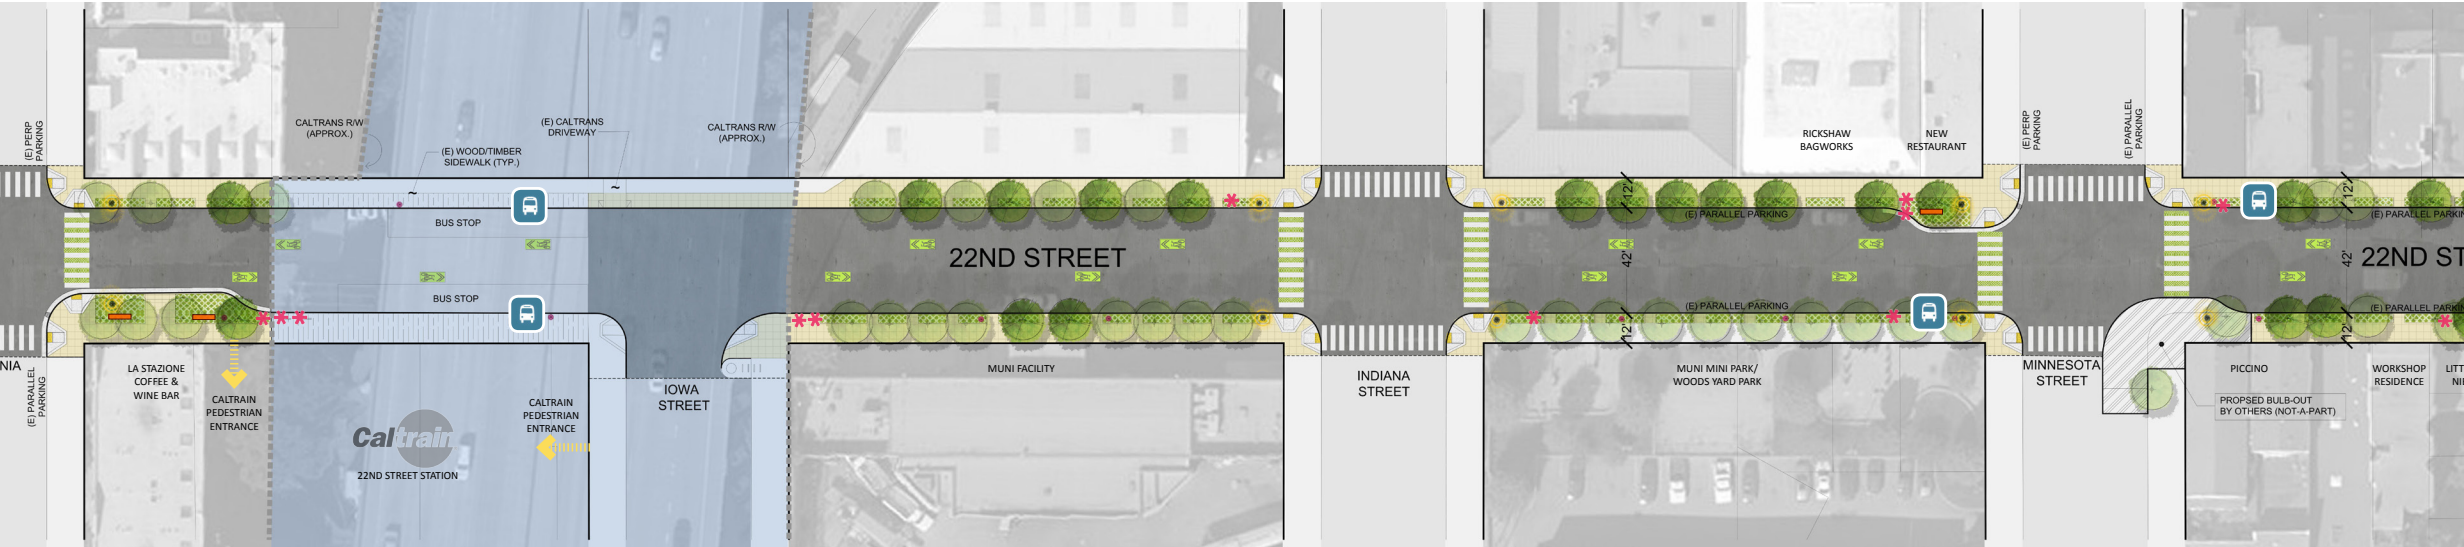 (E) PERP
PARKING
CALTRANS R/W
(APPROX.)
(E) WOOD/TIMBER
SIDEWALK (TYP.)
(E) CALTRANS
DRIVEWAY
CALTRANS R/W
(APPROX.)
RICKSHAW
BAGWORKS
NEW
RESTAURANT
(E) PERP
PARKING
(E) PARALLEL
PARKING
BUS STOP
BUS STOP
22ND STREET
(E) PARALLEL PARKING
(E) PARALLEL PARKING
12'
42'
12'
(E) PARALLEL PARKIN
(E) PARALLEL PARKIN
12'
42'
12'
22ND ST
NIA
(E) PARALLEL
PARKING
LA STAZIONE
COFFEE &
WINE BAR
CALTRAIN
PEDESTRIAN
ENTRANCE
Caltrain
22ND STREET STATION
CALTRAIN
PEDESTRIAN
ENTRANCE
IOWA
STREET
MUNI FACILITY
INDIANA
STREET
MUNI MINI PARK/
WOODS YARD PARK
MINNESOTA
STREET
PICCINO
PROPSED BULB-OUT
BY OTHERS (NOT-A-PART)
WORKSHOP
RESIDENCE
LITT
NI